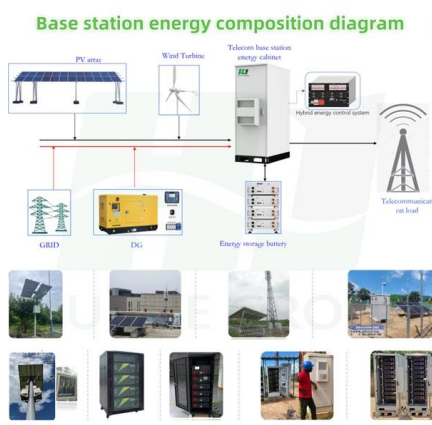 Base station energy composition diagram
PV array
Wind Turbine
Telecom base station
energy cabinet
Hybrid energy control system
GRID
DG
Energy storage battery
Telecommunicati
on load